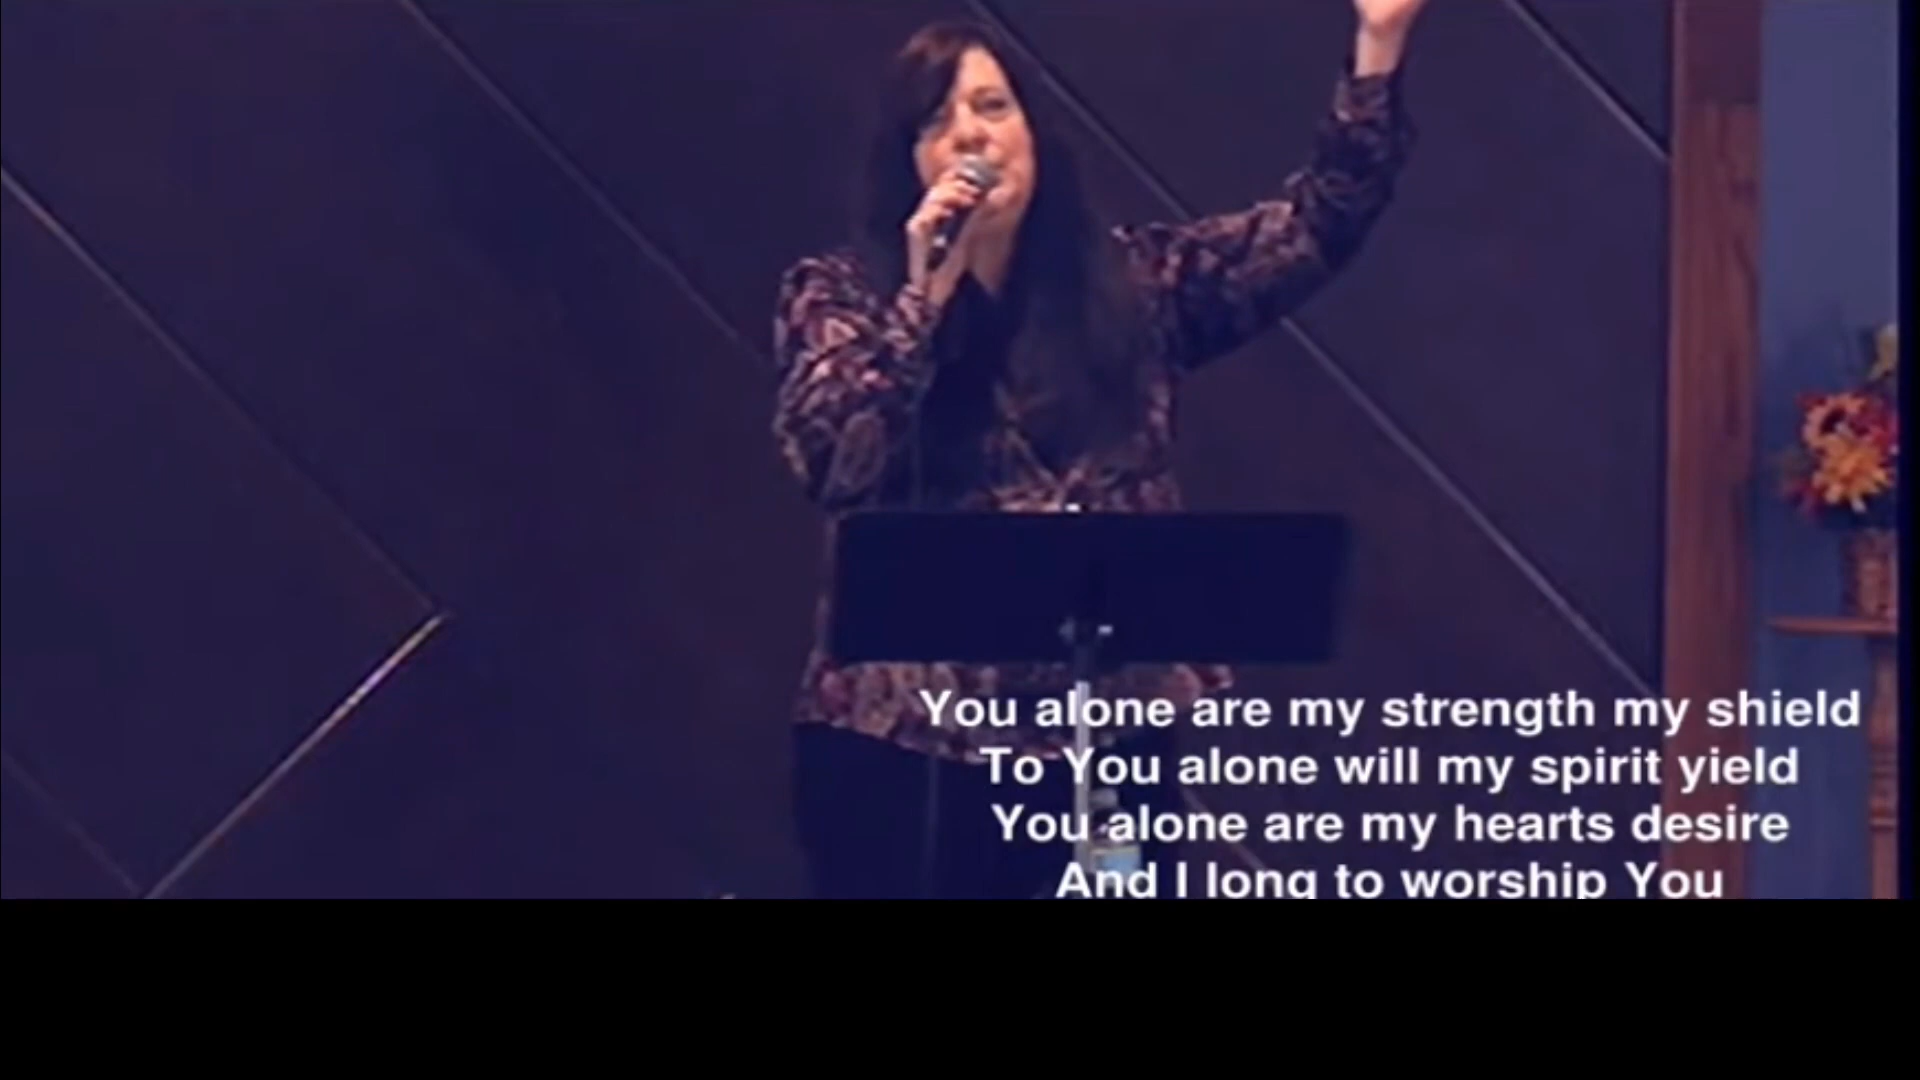 You alone are my strength my shield
To You alone will my spirit yield
You alone are my hearts desire
And I long to worship You